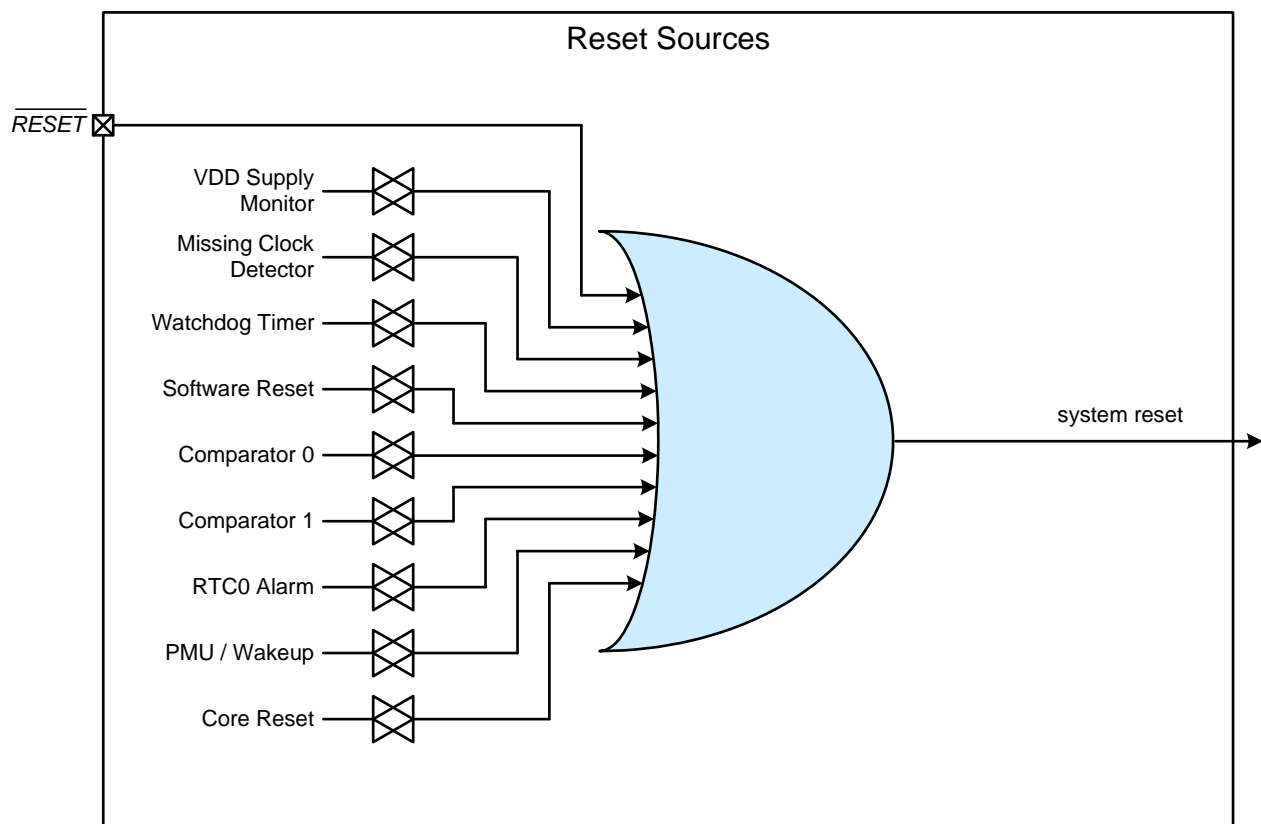 Reset Sources
RESET
VDD Supply
Monitor
Missing Clock
Detector
Watchdog Timer
Software Reset
Comparator 0
system reset
Comparator 1
RTC0 Alarm
PMU / Wakeup
Core Reset